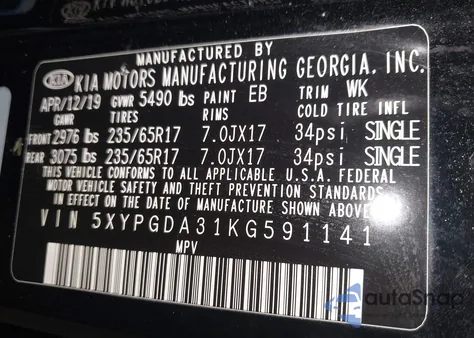 MANUFACTURED BY
KIA KIA MOTORS MANUFACTURING GEORGIA, INC.
APR/12/19 GVWR 5490 lbs PAINT EB TRIM WK
GAWR TIRES RIMS COLD TIRE INFL
FRONT 2976 lbs 235/65R17 7.0JX17 34psi SINGLE
REAR 3075 lbs 235/65R17 7.0JX17 34psi SINGLE
THIS VEHICLE CONFORMS TO ALL APPLICABLE U.S.A. FEDERAL
MOTOR VEHICLE SAFETY AND THEFT PREVENTION STANDARDS
IN EFFECT ON THE DATE OF MANUFACTURE SHOWN ABOVE
VIN 5XYPGDA31KG591141
MPV
autoSnap